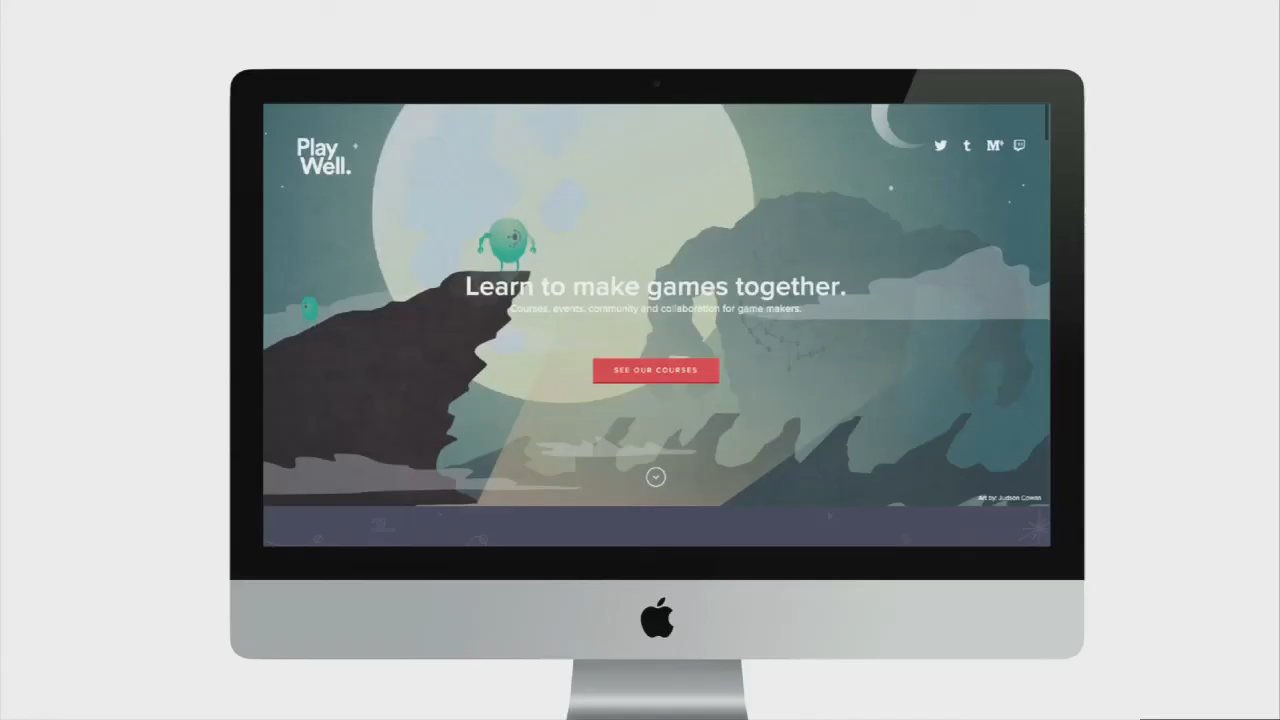 Play
Well.
Learn to make games together.
Courses, events, community and collaboration for game makers.
SEE OUR COURSES
Art by: Judson Cowan